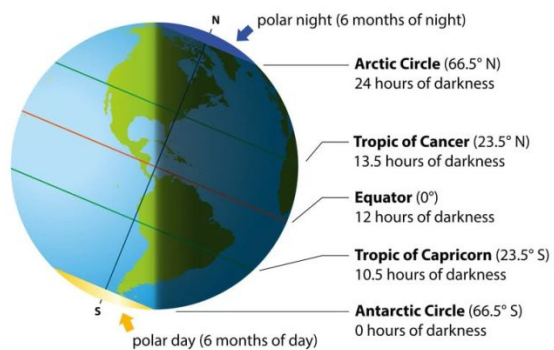 N
polar night (6 months of night)
Arctic Circle (66.5° N)
24 hours of darkness
Tropic of Cancer (23.5° N)
13.5 hours of darkness
Equator (0°)
12 hours of darkness
Tropic of Capricorn (23.5° S)
10.5 hours of darkness
Antarctic Circle (66.5° S)
0 hours of darkness
S
polar day (6 months of day)